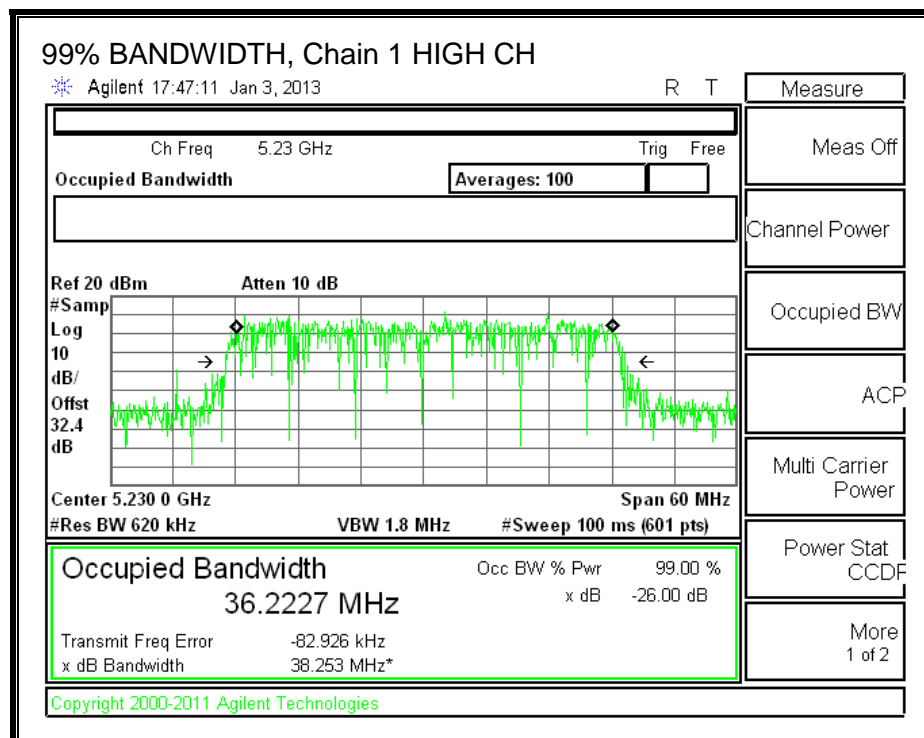 99% BANDWIDTH, Chain 1 HIGH CH
Agilent 17:47:11 Jan 3, 2013 R T
Measure
Ch Freq 5.23 GHz Trig Free
Meas Off
Occupied Bandwidth Averages: 100
Channel Power
Ref 20 dBm Atten 10 dB
Occupied BW
#Samp
Log
10
dB/
Offst
32.4
dB
ACP
Multi Carrier
Power
Center 5.230 0 GHz Span 60 MHz
#Res BW 620 kHz VBW 1.8 MHz #Sweep 100 ms (601 pts)
Power Stat
CCDF
Occupied Bandwidth Occ BW % Pwr 99.00 %
36.2227 MHz x dB -26.00 dB
Transmit Freq Error -82.926 kHz
x dB Bandwidth 38.253 MHz*
More
1 of 2
Copyright 2000-2011 Agilent Technologies